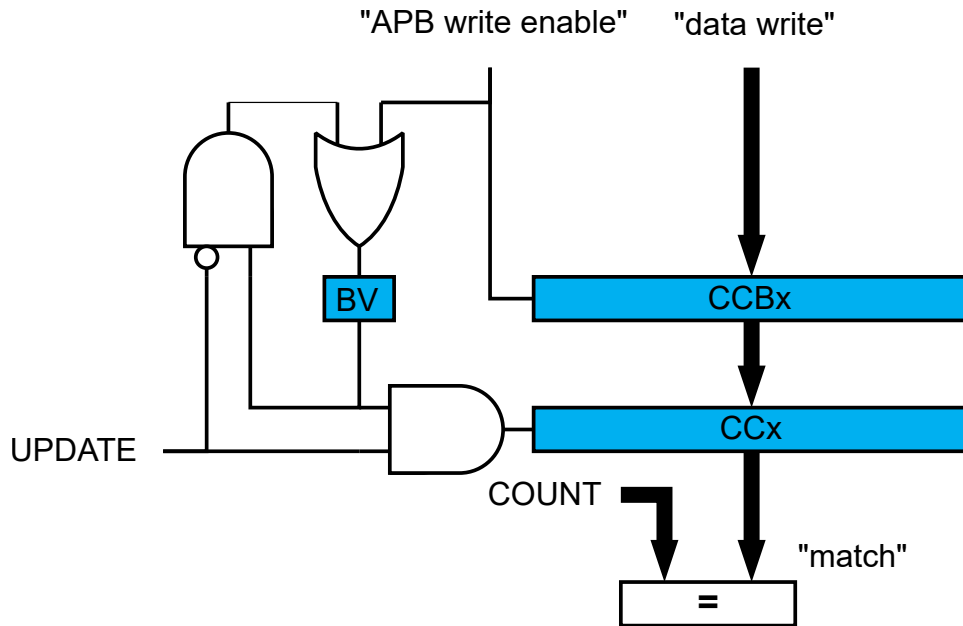 "APB write enable"
"data write"
BV
CCBx
CCx
UPDATE
COUNT
"match"
=